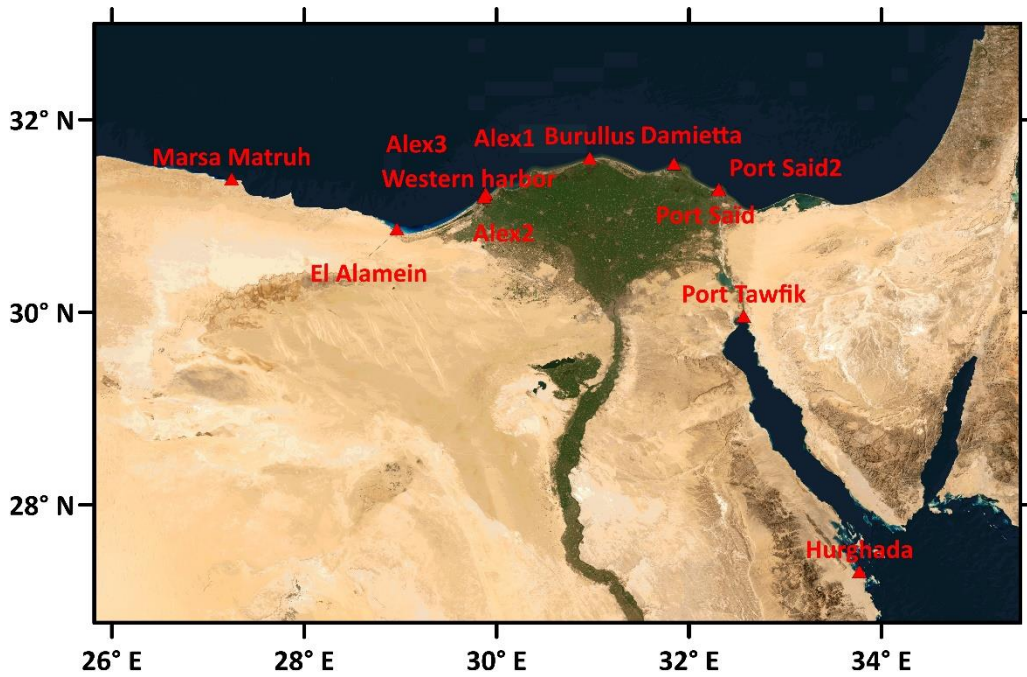 32° N
Alex3
Alex1
Burullus
Damietta
Marsa Matruh
Western harbor
Port Said2
Alex2
Port Said
El Alamein
30° N
Port Tawfik
28° N
Hurghada
26° E
28° E
30° E
32° E
34° E